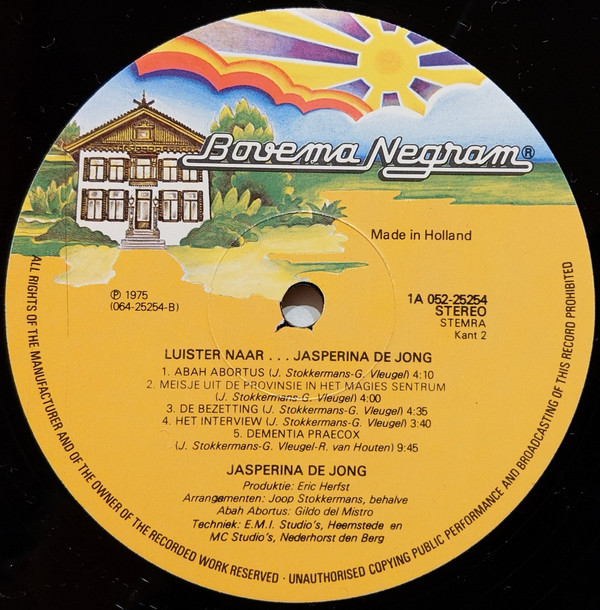 Bovema Negram®
Made in Holland
℗ 1975
(064-25254-B)
1A 052-25254
STEREO
STEMRA
Kant 2
LUISTER NAAR . . . JASPERINA DE JONG
1. ABAH ABORTUS (J. Stokkermans-G. Vleugel) 4:10
2. MEISJE UIT DE PROVINSIE IN HET MAGIES SENTRUM
(J. Stokkermans-G. Vleugel) 4:00
3. DE BEZETTING (J. Stokkermans-G. Vleugel) 4:35
4. HET INTERVIEW (J. Stokkermans-G. Vleugel) 3:40
5. DEMENTIA PRAECOX
(J. Stokkermans-G. Vleugel-R. van Houten) 9:45
JASPERINA DE JONG
Produktie: Eric Herfst
Arrangementen: Joop Stokkermans, behalve
Abah Abortus: Gildo del Mistro
Techniek: E.M.I. Studio's, Heemstede en
MC Studio's, Nederhorst den Berg
ALL RIGHTS OF THE MANUFACTURER AND OF THE OWNER OF THE RECORDED WORK RESERVED · UNAUTHORISED COPYING PUBLIC PERFORMANCE AND BROADCASTING OF THIS RECORD PROHIBITED